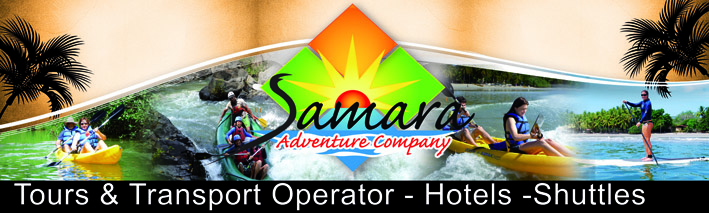 Samara
Adventure Company
Tours & Transport Operator - Hotels -Shuttles